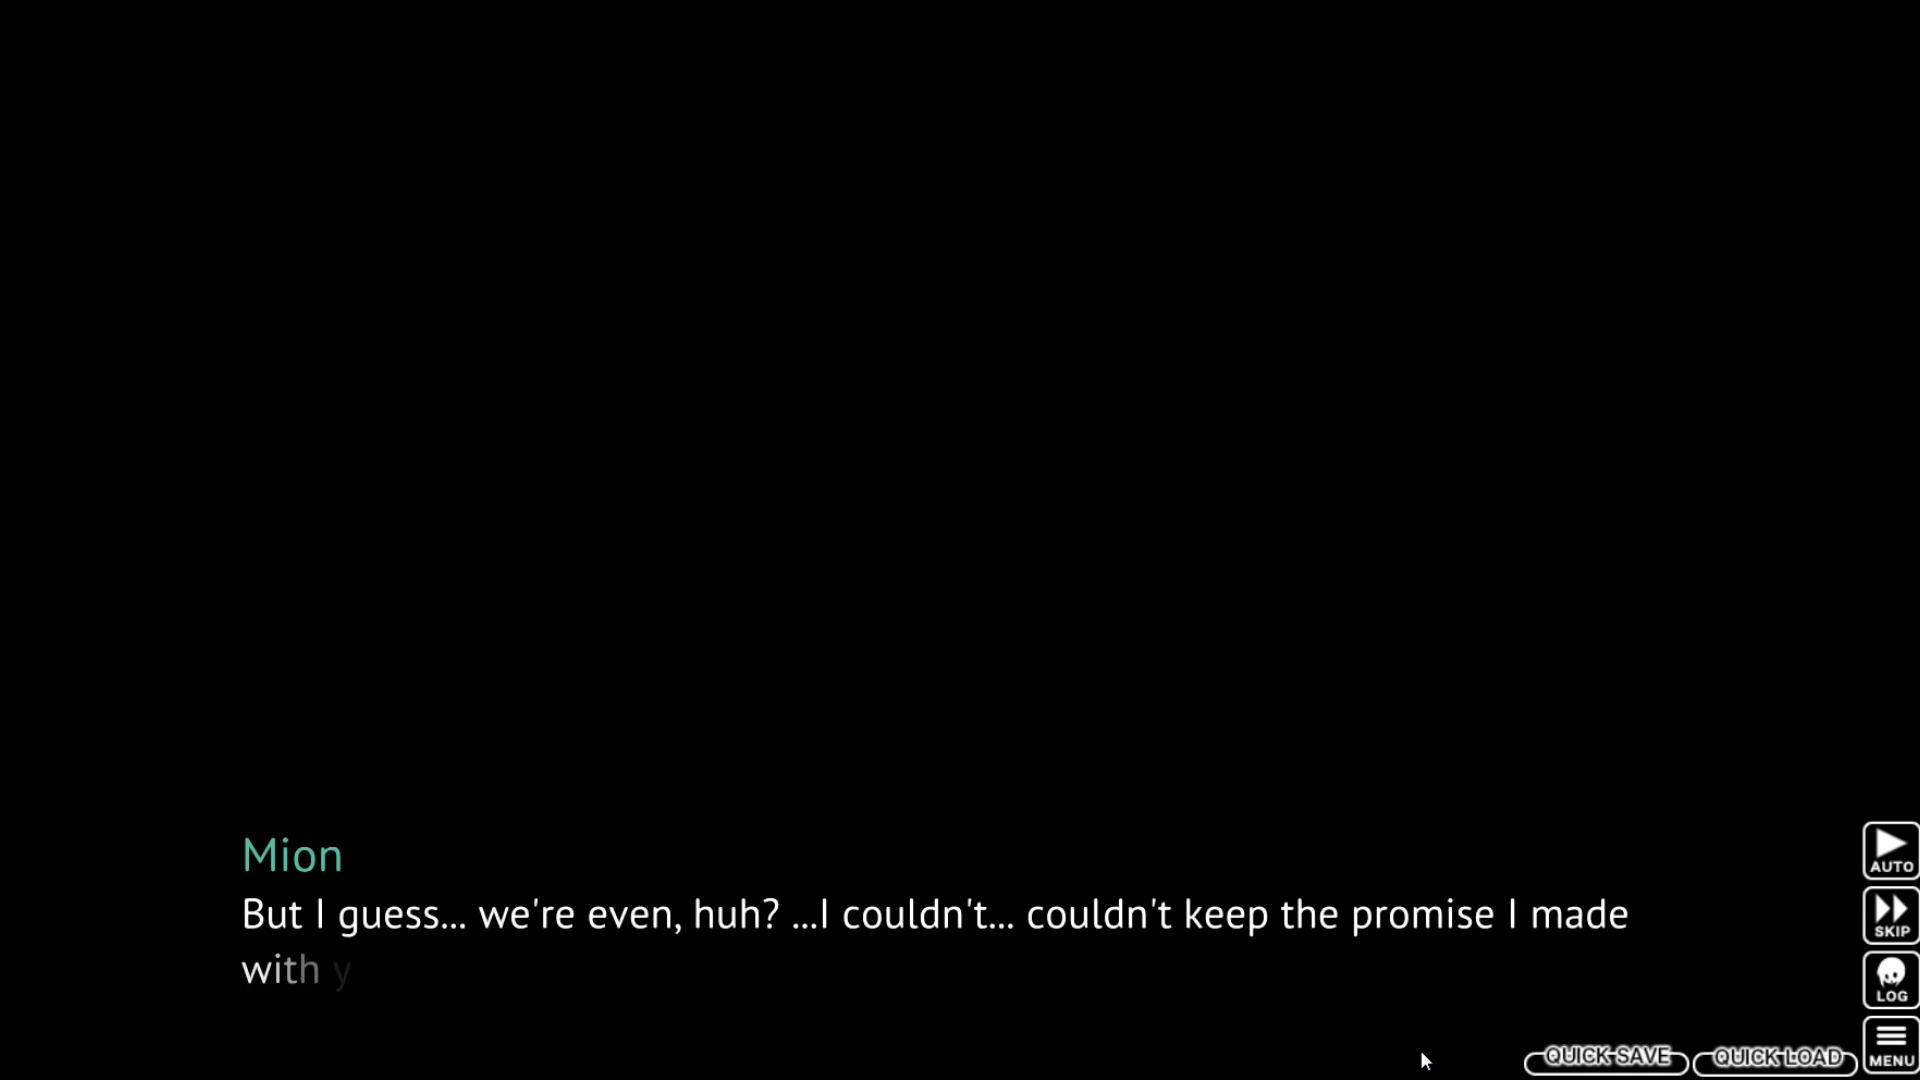 Mion
But I guess... we're even, huh? ...I couldn't... couldn't keep the promise I made
with y
AUTO
SKIP
LOG
MENU
QUICK SAVE
QUICK LOAD